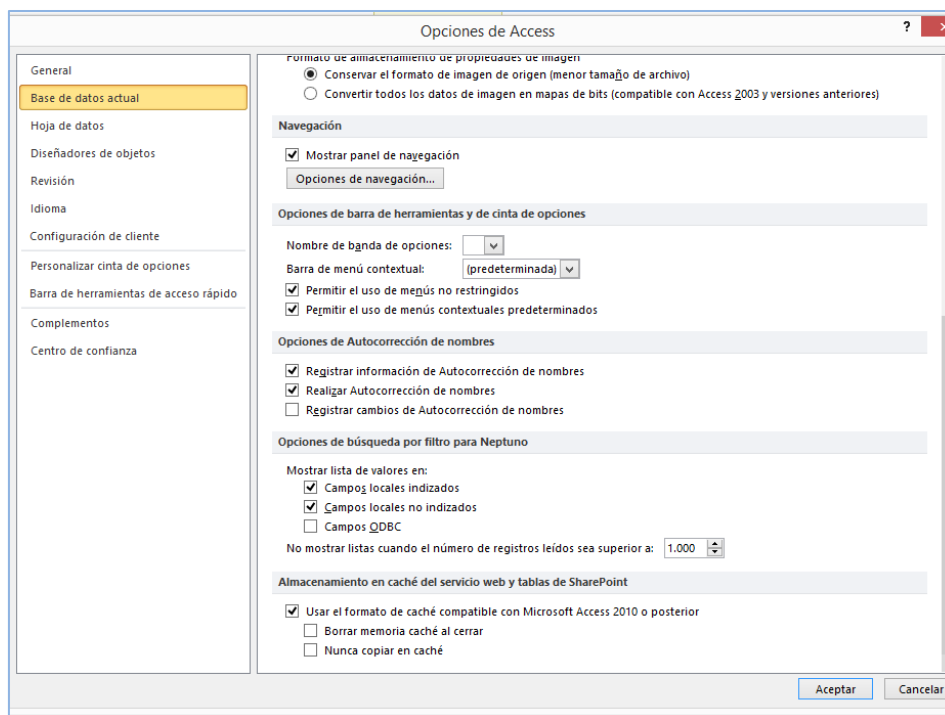 Opciones de Access
?
General
Base de datos actual
Hoja de datos
Diseñadores de objetos
Revisión
Idioma
Configuración de cliente
Personalizar cinta de opciones
Barra de herramientas de acceso rápido
Complementos
Centro de confianza
Formato de almacenamiento de propiedades de imagen
Conservar el formato de imagen de origen (menor tamaño de archivo)
Convertir todos los datos de imagen en mapas de bits (compatible con Access 2003 y versiones anteriores)
Navegación
Mostrar panel de navegación
Opciones de navegación...
Opciones de barra de herramientas y de cinta de opciones
Nombre de banda de opciones:
Barra de menú contextual: (predeterminada)
Permitir el uso de menús no restringidos
Permitir el uso de menús contextuales predeterminados
Opciones de Autocorrección de nombres
Registrar información de Autocorrección de nombres
Realizar Autocorrección de nombres
Registrar cambios de Autocorrección de nombres
Opciones de búsqueda por filtro para Neptuno
Mostrar lista de valores en:
Campos locales indizados
Campos locales no indizados
Campos ODBC
No mostrar listas cuando el número de registros leídos sea superior a: 1.000
Almacenamiento en caché del servicio web y tablas de SharePoint
Usar el formato de caché compatible con Microsoft Access 2010 o posterior
Borrar memoria caché al cerrar
Nunca copiar en caché
Aceptar
Cancelar